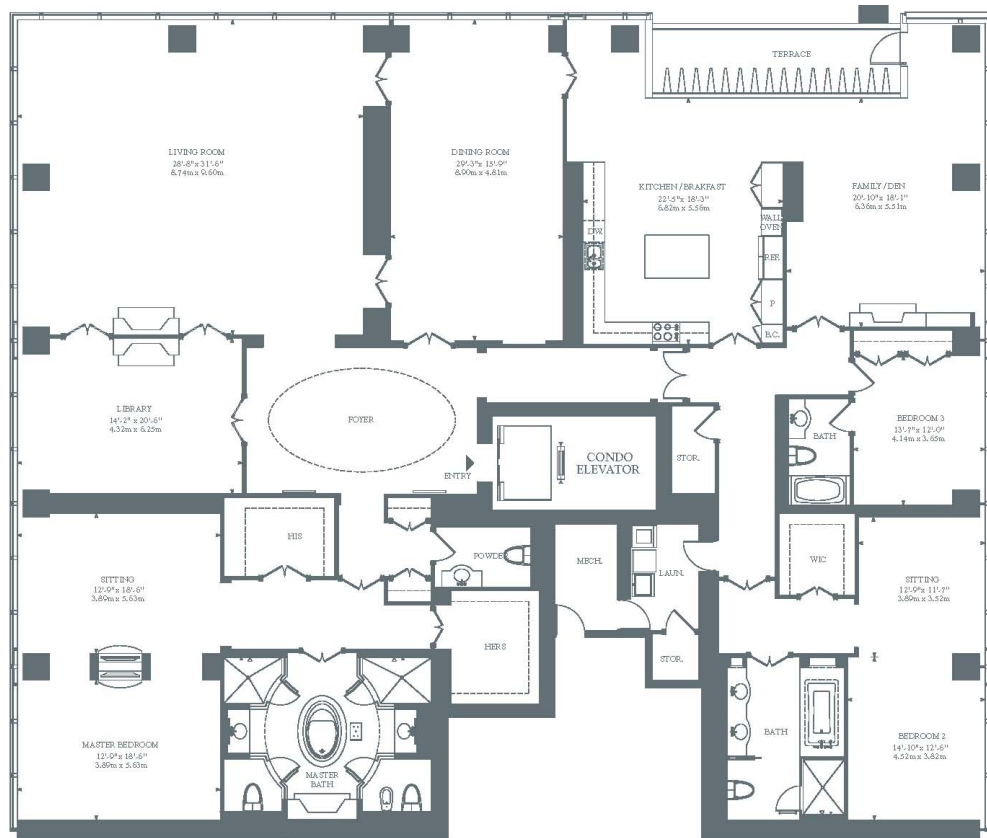 TERRACE
LIVING ROOM
28'-8" x 31'-6"
8.74m x 9.60m
DINING ROOM
29'-3" x 15'-9"
8.90m x 4.81m
KITCHEN / BRAKFAST
22'-5" x 18'-3"
6.82m x 5.56m
FAMILY / DEN
20'-10" x 18'-1"
6.36m x 5.51m
D.W.
WALL
OVEN
REF.
P
B.C.
LIBRARY
14'-2" x 20'-6"
4.32m x 6.25m
FOYER
ENTRY
CONDO
ELEVATOR
STOR.
BATH
BEDROOM 3
13'-7" x 12'-0"
4.14m x 3.65m
HIS
POWDE
MECH.
LAUN.
WIC
SITTING
12'-9" x 18'-6"
3.89m x 5.63m
SITTING
12'-9" x 11'-7"
3.89m x 3.52m
HERS
STOR.
MASTER BEDROOM
12'-9" x 18'-6"
3.89m x 5.63m
MASTER
BATH
BATH
BEDROOM 2
14'-10" x 12'-6"
4.52m x 3.82m